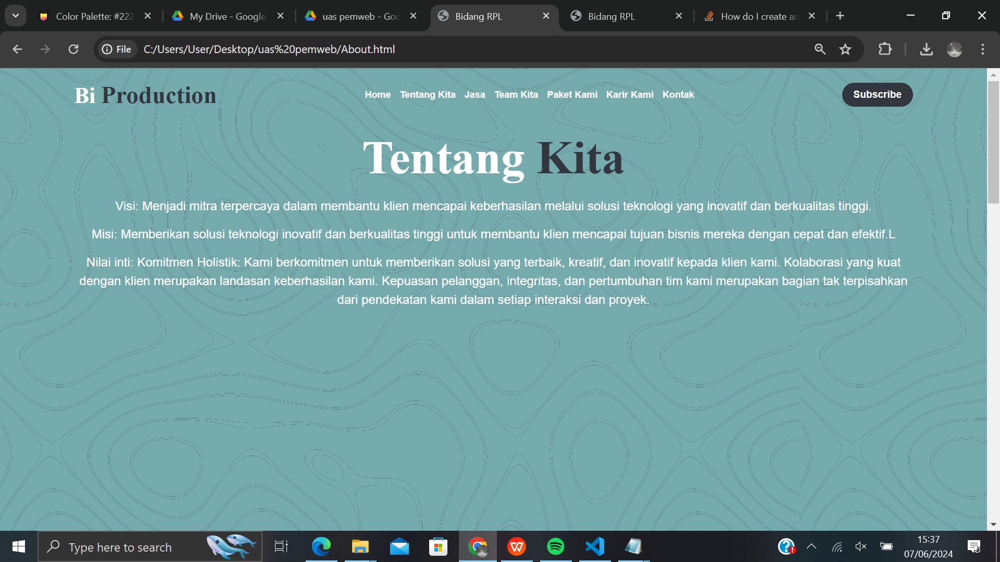 Color Palette: #222
My Drive - Google
uas pemweb - Goo
Bidang RPL
Bidang RPL
How do I create an
File
C:/Users/User/Desktop/uas%20pemweb/About.html
Bi Production
Home Tentang Kita Jasa Team Kita Paket Kami Karir Kami Kontak
Subscribe
Tentang Kita
Visi: Menjadi mitra terpercaya dalam membantu klien mencapai keberhasilan melalui solusi teknologi yang inovatif dan berkualitas tinggi.
Misi: Memberikan solusi teknologi inovatif dan berkualitas tinggi untuk membantu klien mencapai tujuan bisnis mereka dengan cepat dan efektif.L
Nilai inti: Komitmen Holistik: Kami berkomitmen untuk memberikan solusi yang terbaik, kreatif, dan inovatif kepada klien kami. Kolaborasi yang kuat
dengan klien merupakan landasan keberhasilan kami. Kepuasan pelanggan, integritas, dan pertumbuhan tim kami merupakan bagian tak terpisahkan
dari pendekatan kami dalam setiap interaksi dan proyek.
Type here to search
15:37
07/06/2024